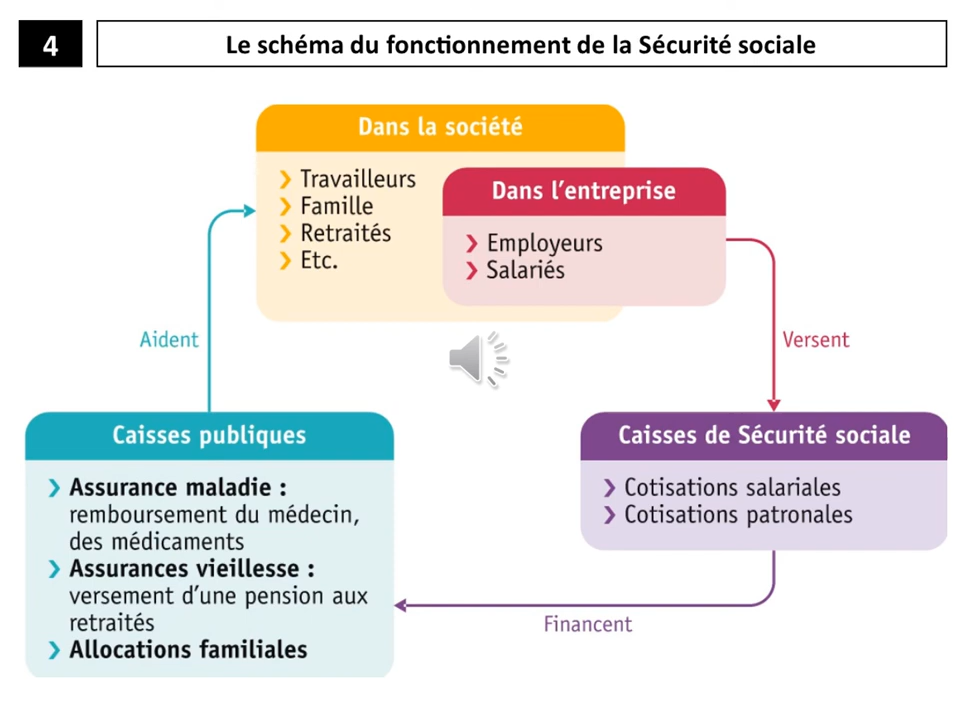 4
Le schéma du fonctionnement de la Sécurité sociale
Dans la société
Travailleurs
Famille
Retraités
Etc.
Dans l'entreprise
Employeurs
Salariés
Aident
Versent
Caisses publiques
Assurance maladie :
remboursement du médecin,
des médicaments
Assurances vieillesse :
versement d'une pension aux
retraités
Allocations familiales
Caisses de Sécurité sociale
Cotisations salariales
Cotisations patronales
Financent